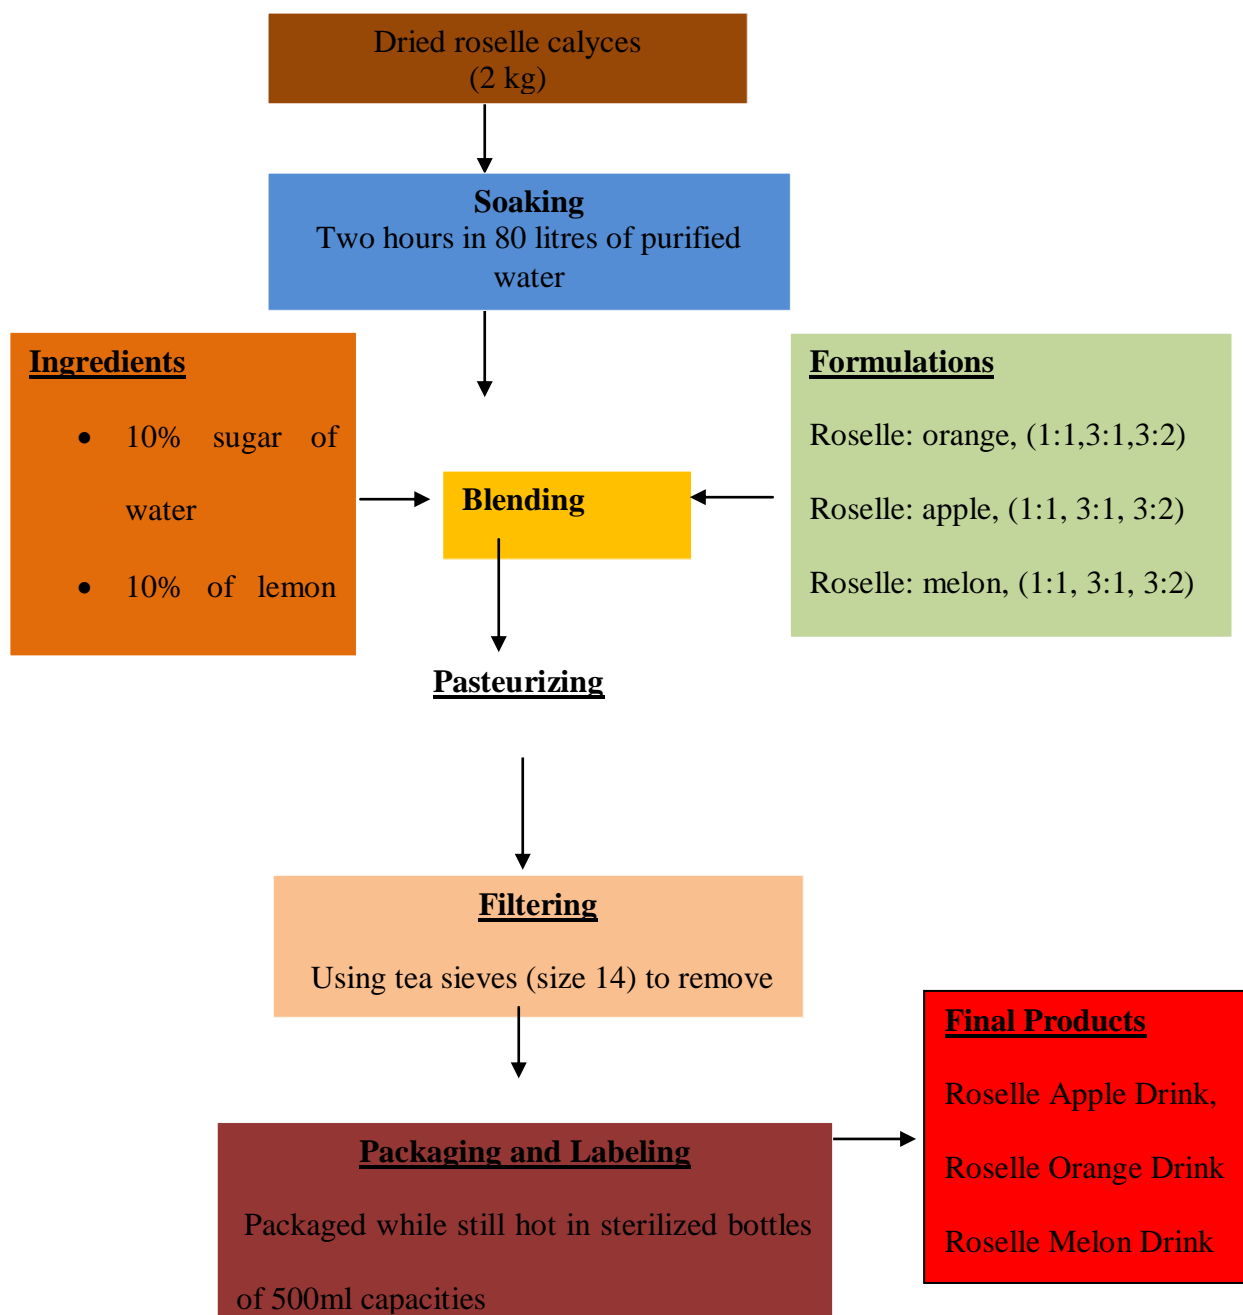 Dried roselle calyces
(2 kg)
Soaking
Two hours in 80 litres of purified
water
Ingredients
• 10% sugar of
water
• 10% of lemon
Blending
Formulations
Roselle: orange, (1:1,3:1,3:2)
Roselle: apple, (1:1, 3:1, 3:2)
Roselle: melon, (1:1, 3:1, 3:2)
Pasteurizing
Filtering
Using tea sieves (size 14) to remove
Packaging and Labeling
Packaged while still hot in sterilized bottles
of 500ml capacities
Final Products
Roselle Apple Drink,
Roselle Orange Drink
Roselle Melon Drink